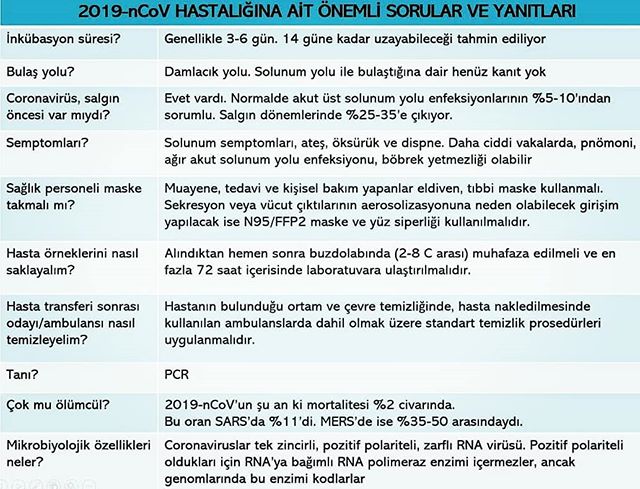 2019-nCoV HASTALIĞINA AİT ÖNEMLİ SORULAR VE YANITLARI
İnkübasyon süresi?
Genellikle 3-6 gün. 14 güne kadar uzayabileceği tahmin ediliyor
Bulaş yolu?
Damlacık yolu. Solunum yolu ile bulaştığına dair henüz kanıt yok
Coronavirüs, salgın
öncesi var mıydı?
Evet vardı. Normalde akut üst solunum yolu enfeksiyonlarının %5-10'ından
sorumlu. Salgın dönemlerinde %25-35'e çıkıyor.
Semptomları?
Solunum semptomları, ateş, öksürük ve dispne. Daha ciddi vakalarda, pnömoni,
ağır akut solunum yolu enfeksiyonu, böbrek yetmezliği olabilir
Sağlık personeli maske
takmalı mı?
Muayene, tedavi ve kişisel bakım yapanlar eldiven, tıbbi maske kullanmalı.
Sekresyon veya vücut çıktılarının aerosolizasyonuna neden olabilecek girişim
yapılacak ise N95/FFP2 maske ve yüz siperliği kullanılmalıdır.
Hasta örneklerini nasıl
saklayalım?
Alındıktan hemen sonra buzdolabında (2-8 C arası) muhafaza edilmeli ve en
fazla 72 saat içerisinde laboratuvara ulaştırılmalıdır.
Hasta transferi sonrası
odayı/ambulansı nasıl
temizleyelim?
Hastanın bulunduğu ortam ve çevre temizliğinde, hasta nakledilmesinde
kullanılan ambulanslarda dahil olmak üzere standart temizlik prosedürleri
uygulanmalıdır.
Tanı?
PCR
Çok mu ölümcül?
2019-nCoV'un şu an ki mortalitesi %2 civarında.
Bu oran SARS'da %11'di. MERS'de ise %35-50 arasındaydı.
Mikrobiyolojik özellikleri
neler?
Coronaviruslar tek zincirli, pozitif polariteli, zarflı RNA virüsü. Pozitif polariteli
oldukları için RNA'ya bağımlı RNA polimeraz enzimi içermezler, ancak
genomlarında bu enzimi kodlarlar